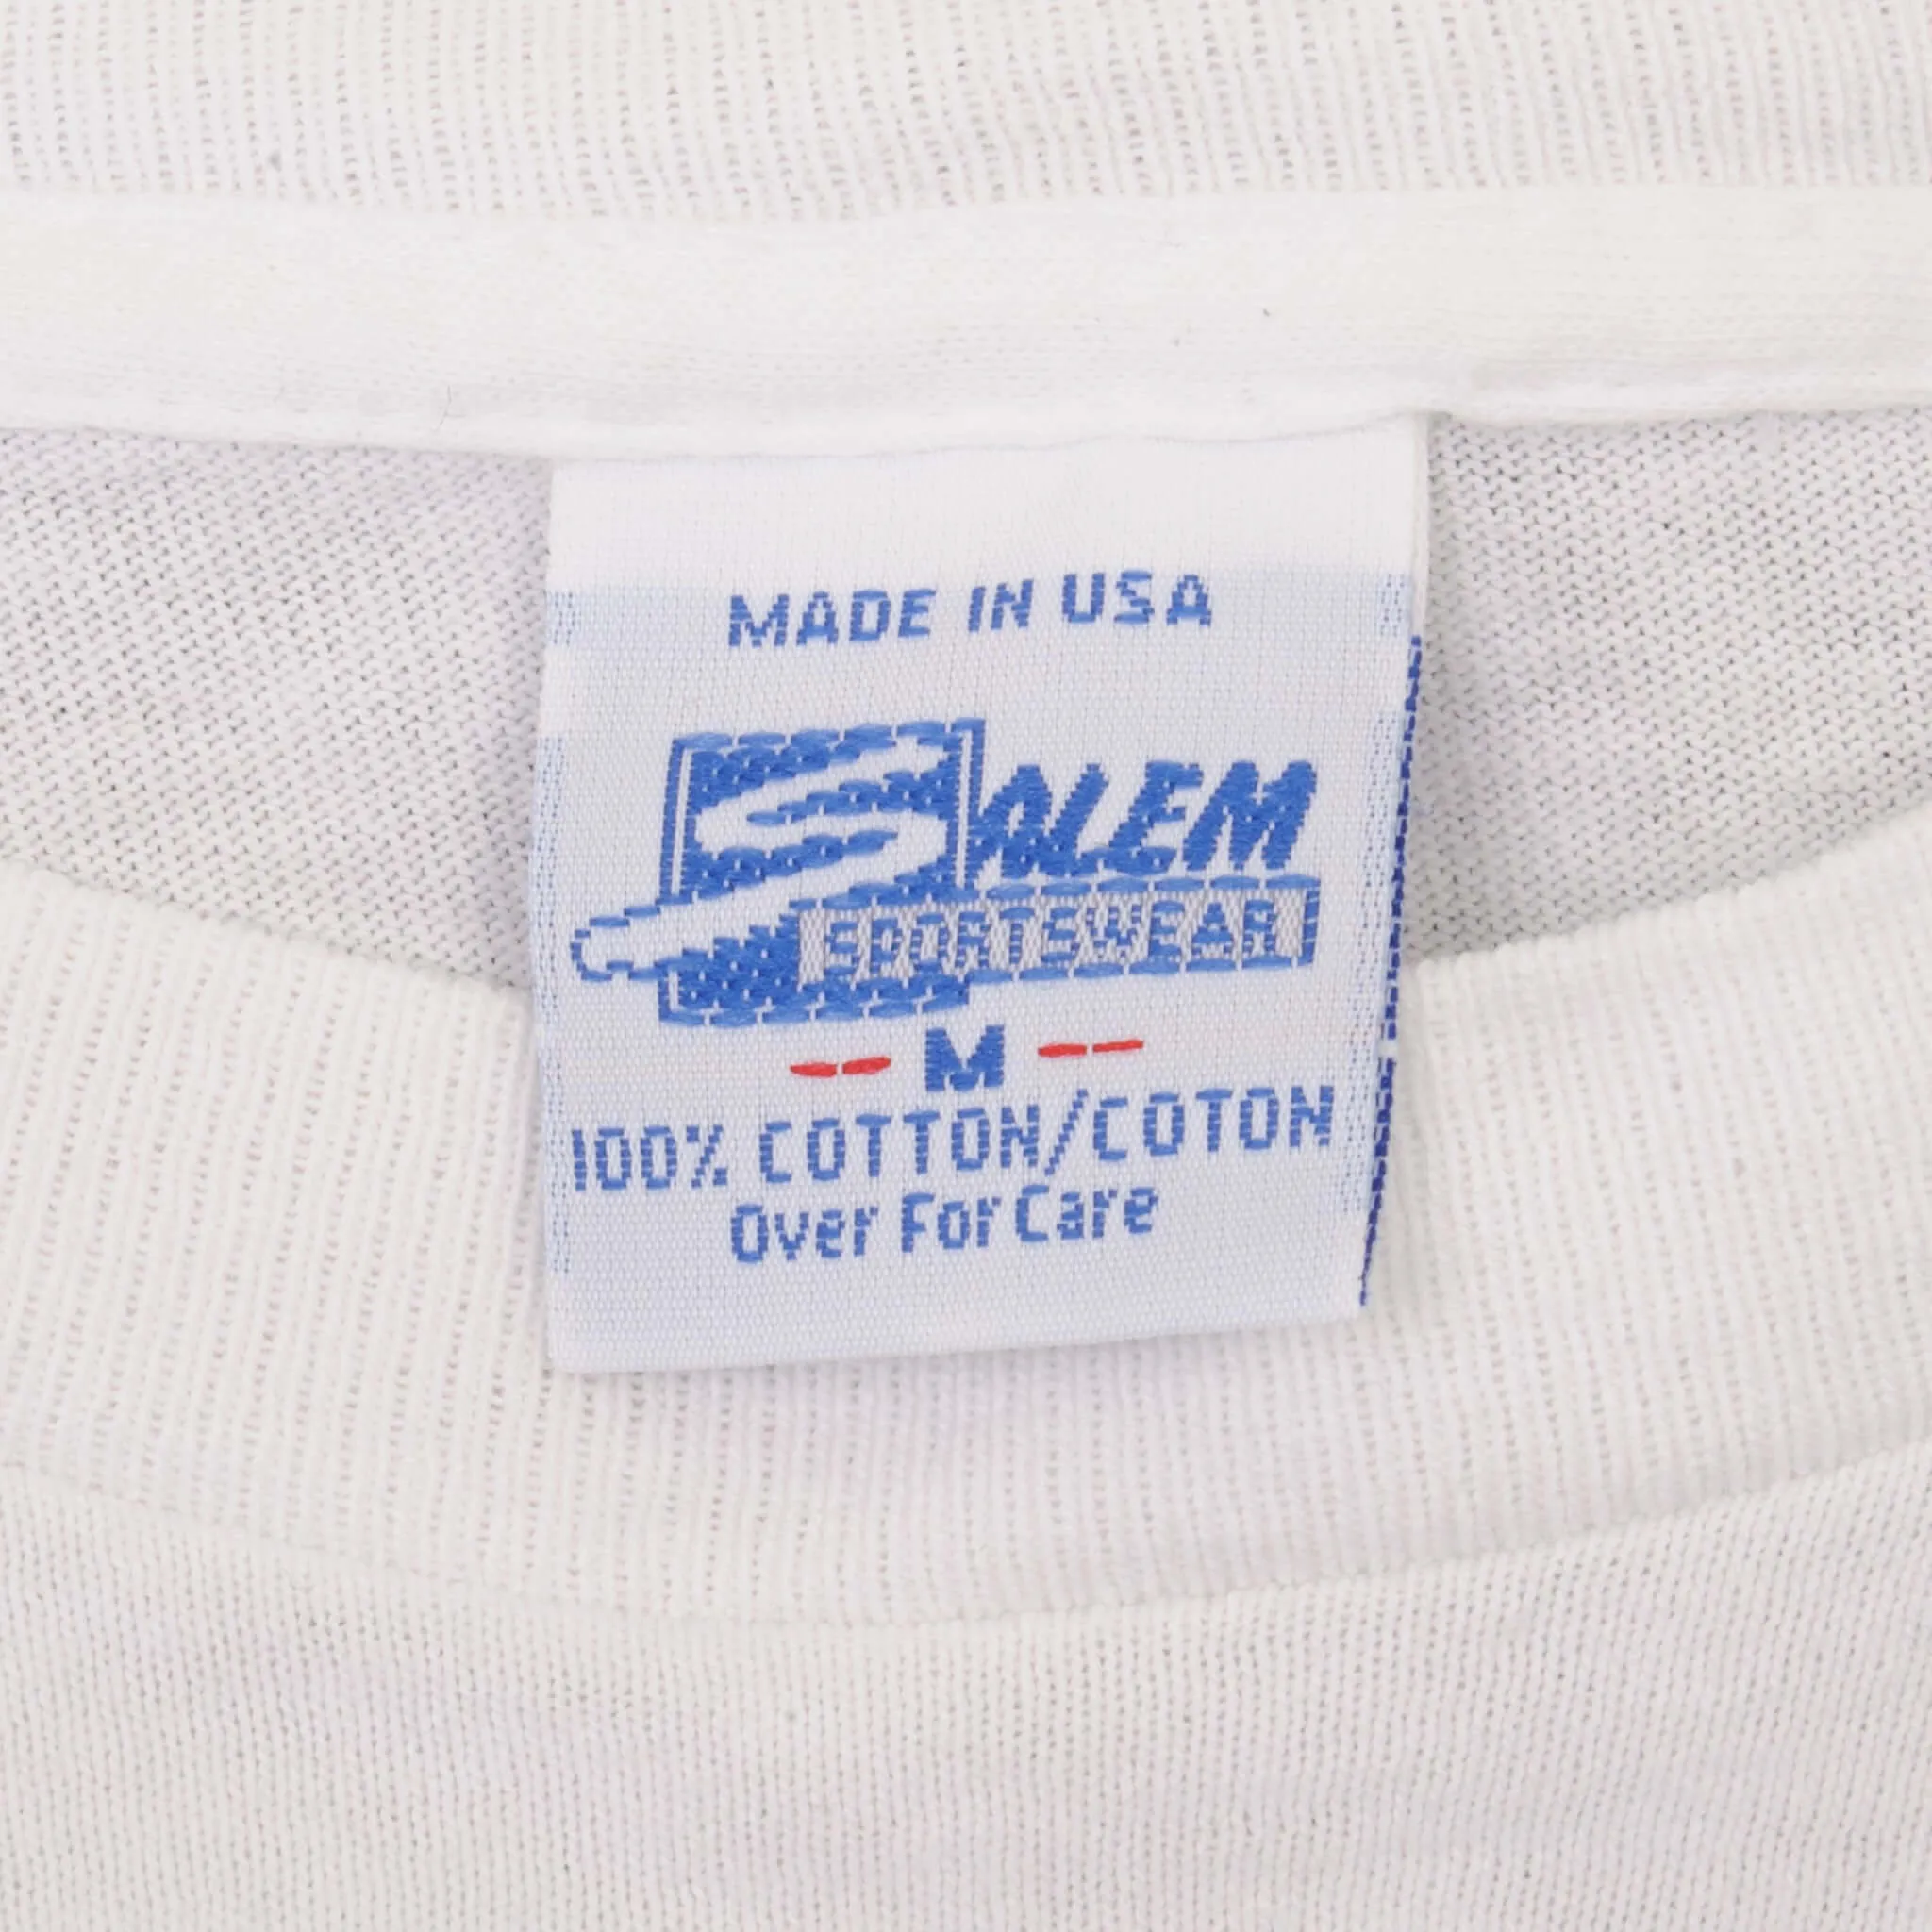 MADE IN USA
SALEM
SPORTSWEAR
-- M --
100% COTTON/COTON
Over For Care